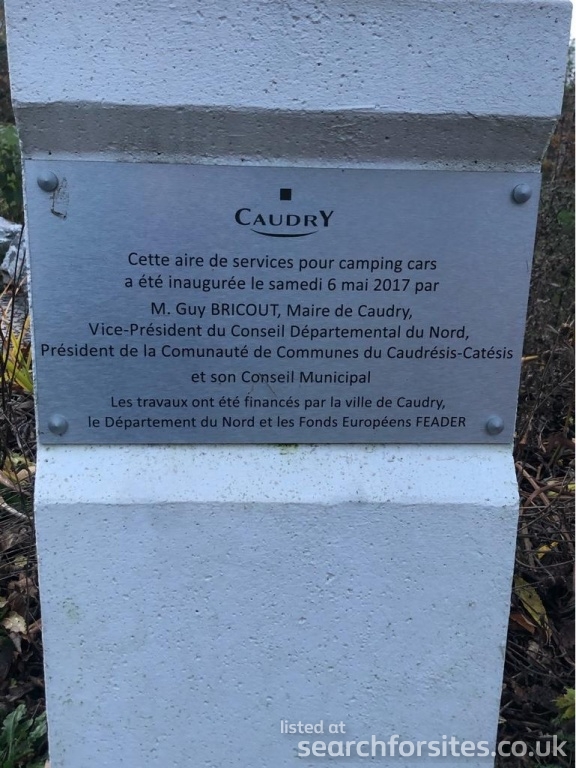 CAUDRY
Cette aire de services pour camping cars
a été inaugurée le samedi 6 mai 2017 par
M. Guy BRICOUT, Maire de Caudry,
Vice-Président du Conseil Départemental du Nord,
Président de la Comunauté de Communes du Caudrésis-Catésis
et son Conseil Municipal
Les travaux ont été financés par la ville de Caudry,
le Département du Nord et les Fonds Européens FEADER
listed at
searchforsites.co.uk